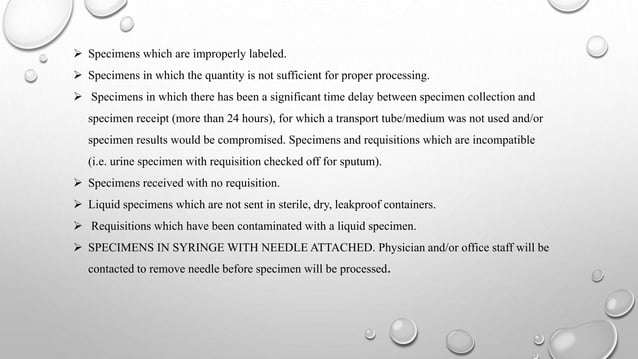 ➢ Specimens which are improperly labeled.
➢ Specimens in which the quantity is not sufficient for proper processing.
➢ Specimens in which there has been a significant time delay between specimen collection and
specimen receipt (more than 24 hours), for which a transport tube/medium was not used and/or
specimen results would be compromised. Specimens and requisitions which are incompatible
(i.e. urine specimen with requisition checked off for sputum).
➢ Specimens received with no requisition.
➢ Liquid specimens which are not sent in sterile, dry, leakproof containers.
➢ Requisitions which have been contaminated with a liquid specimen.
➢ SPECIMENS IN SYRINGE WITH NEEDLE ATTACHED. Physician and/or office staff will be
contacted to remove needle before specimen will be processed.